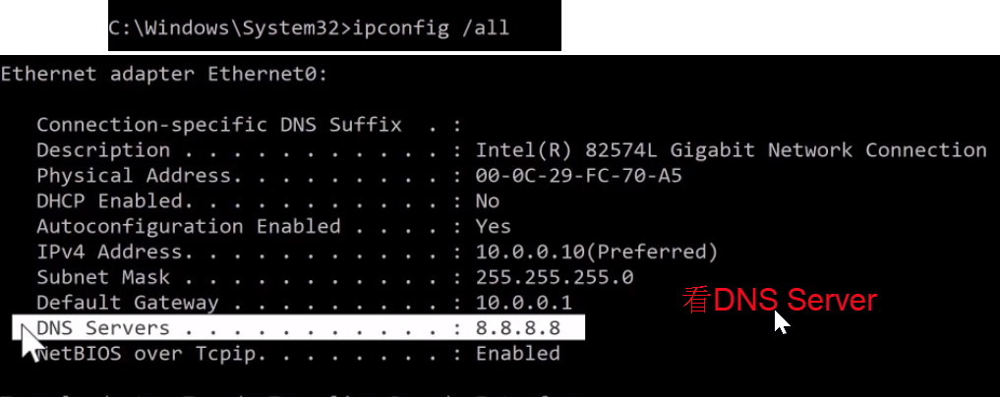 C:\Windows\System32>ipconfig /all
Ethernet adapter Ethernet0:
Connection-specific DNS Suffix  . :
Description . . . . . . . . . . . : Intel(R) 82574L Gigabit Network Connection
Physical Address. . . . . . . . . : 00-0C-29-FC-70-A5
DHCP Enabled. . . . . . . . . . . : No
Autoconfiguration Enabled . . . . : Yes
IPv4 Address. . . . . . . . . . . : 10.0.0.10(Preferred)
Subnet Mask . . . . . . . . . . . : 255.255.255.0
Default Gateway . . . . . . . . . : 10.0.0.1
看DNS Server
DNS Servers . . . . . . . . . . . : 8.8.8.8
NetBIOS over Tcpip. . . . . . . . : Enabled